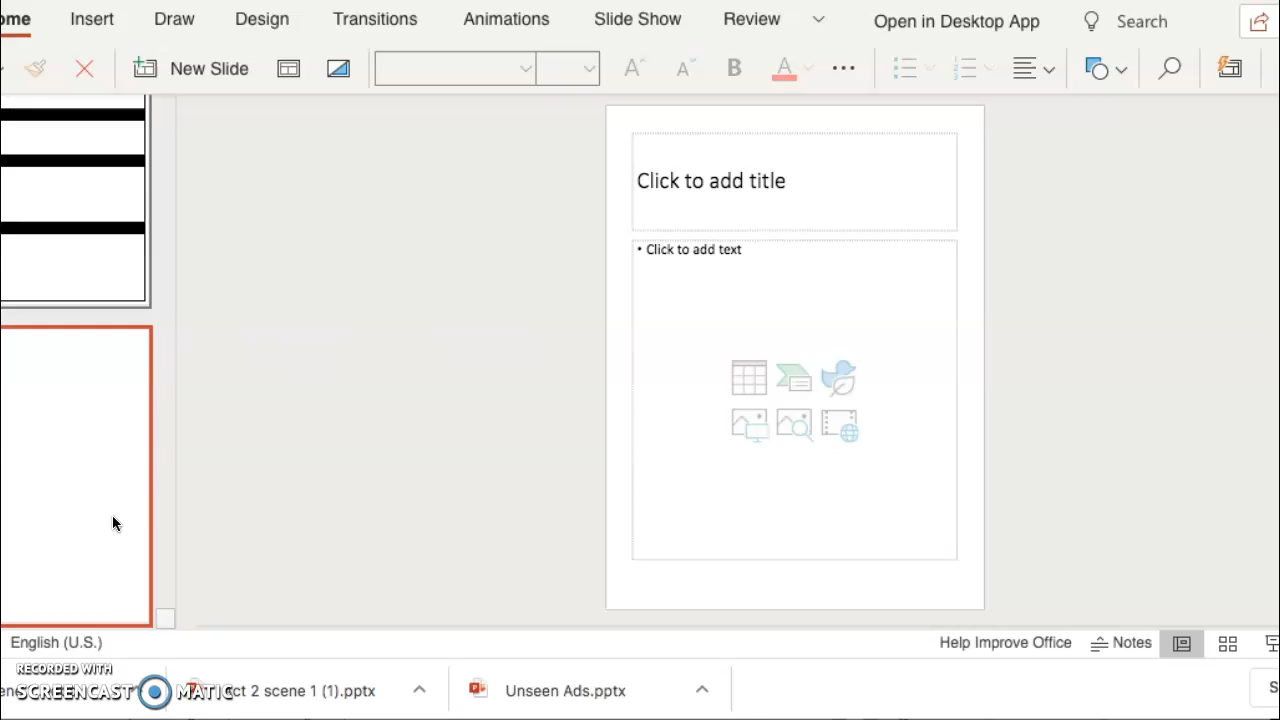 ome Insert Draw Design Transitions Animations Slide Show Review Open in Desktop App Search
New Slide A A B A
Click to add title
• Click to add text
English (U.S.) Help Improve Office Notes
RECORDED WITH
SCREENCAST MATIC
ct 2 scene 1 (1).pptx Unseen Ads.pptx S